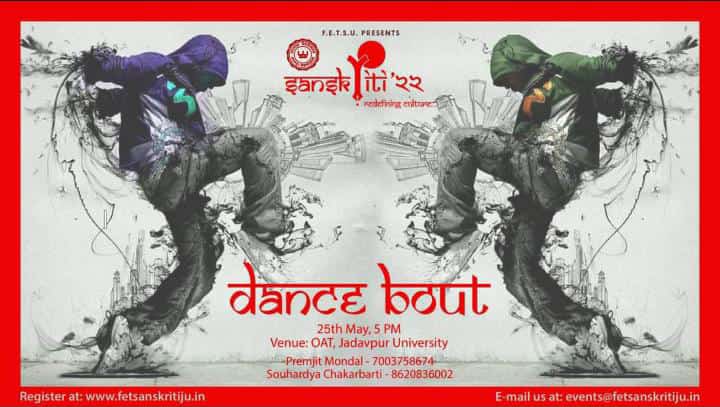 F.E.T.S.U. PRESENTS
sanskriti '२२
redefining culture...
dance bout
25th May, 5 PM
Venue: OAT, Jadavpur University
-Premjit Mondal - 7003758674
Souhardya Chakarbarti - 8620836002
Register at: www.fetsanskritiju.in
E-mail us at: events@fetsanskritiju.in